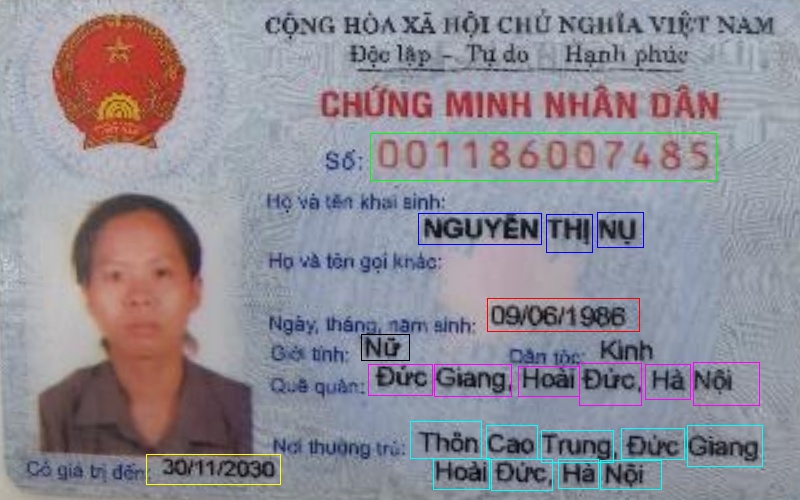 CỘNG HÒA XÃ HỘI CHỦ NGHĨA VIỆT NAM
Độc lập - Tự do Hạnh phúc
CHỨNG MINH NHÂN DÂN
Số: 001186007485
Họ và tên khai sinh:
NGUYỄN THỊ NỤ
Họ và tên gọi khác:
Ngày, tháng, năm sinh: 09/06/1986
Giới tính: Nữ Dân tộc: Kinh
Quê quán: Đức Giang, Hoài Đức, Hà Nội
Nơi thường trú: Thôn Cao Trung, Đức Giang
Hoài Đức, Hà Nội
Có giá trị đến: 30/11/2030